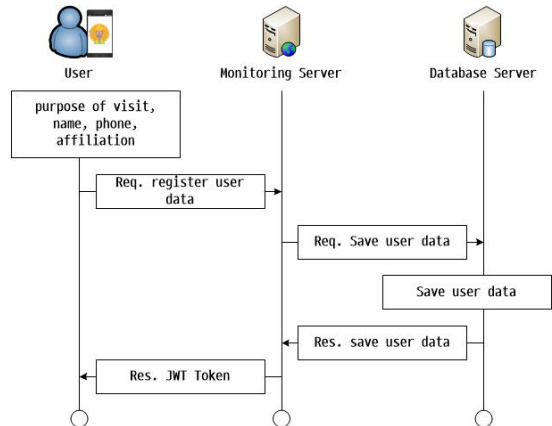 User
Monitoring Server
Database Server
purpose of visit,
name, phone,
affiliation
Req. register user
data
Req. Save user data
Save user data
Res. save user data
Res. JWT Token